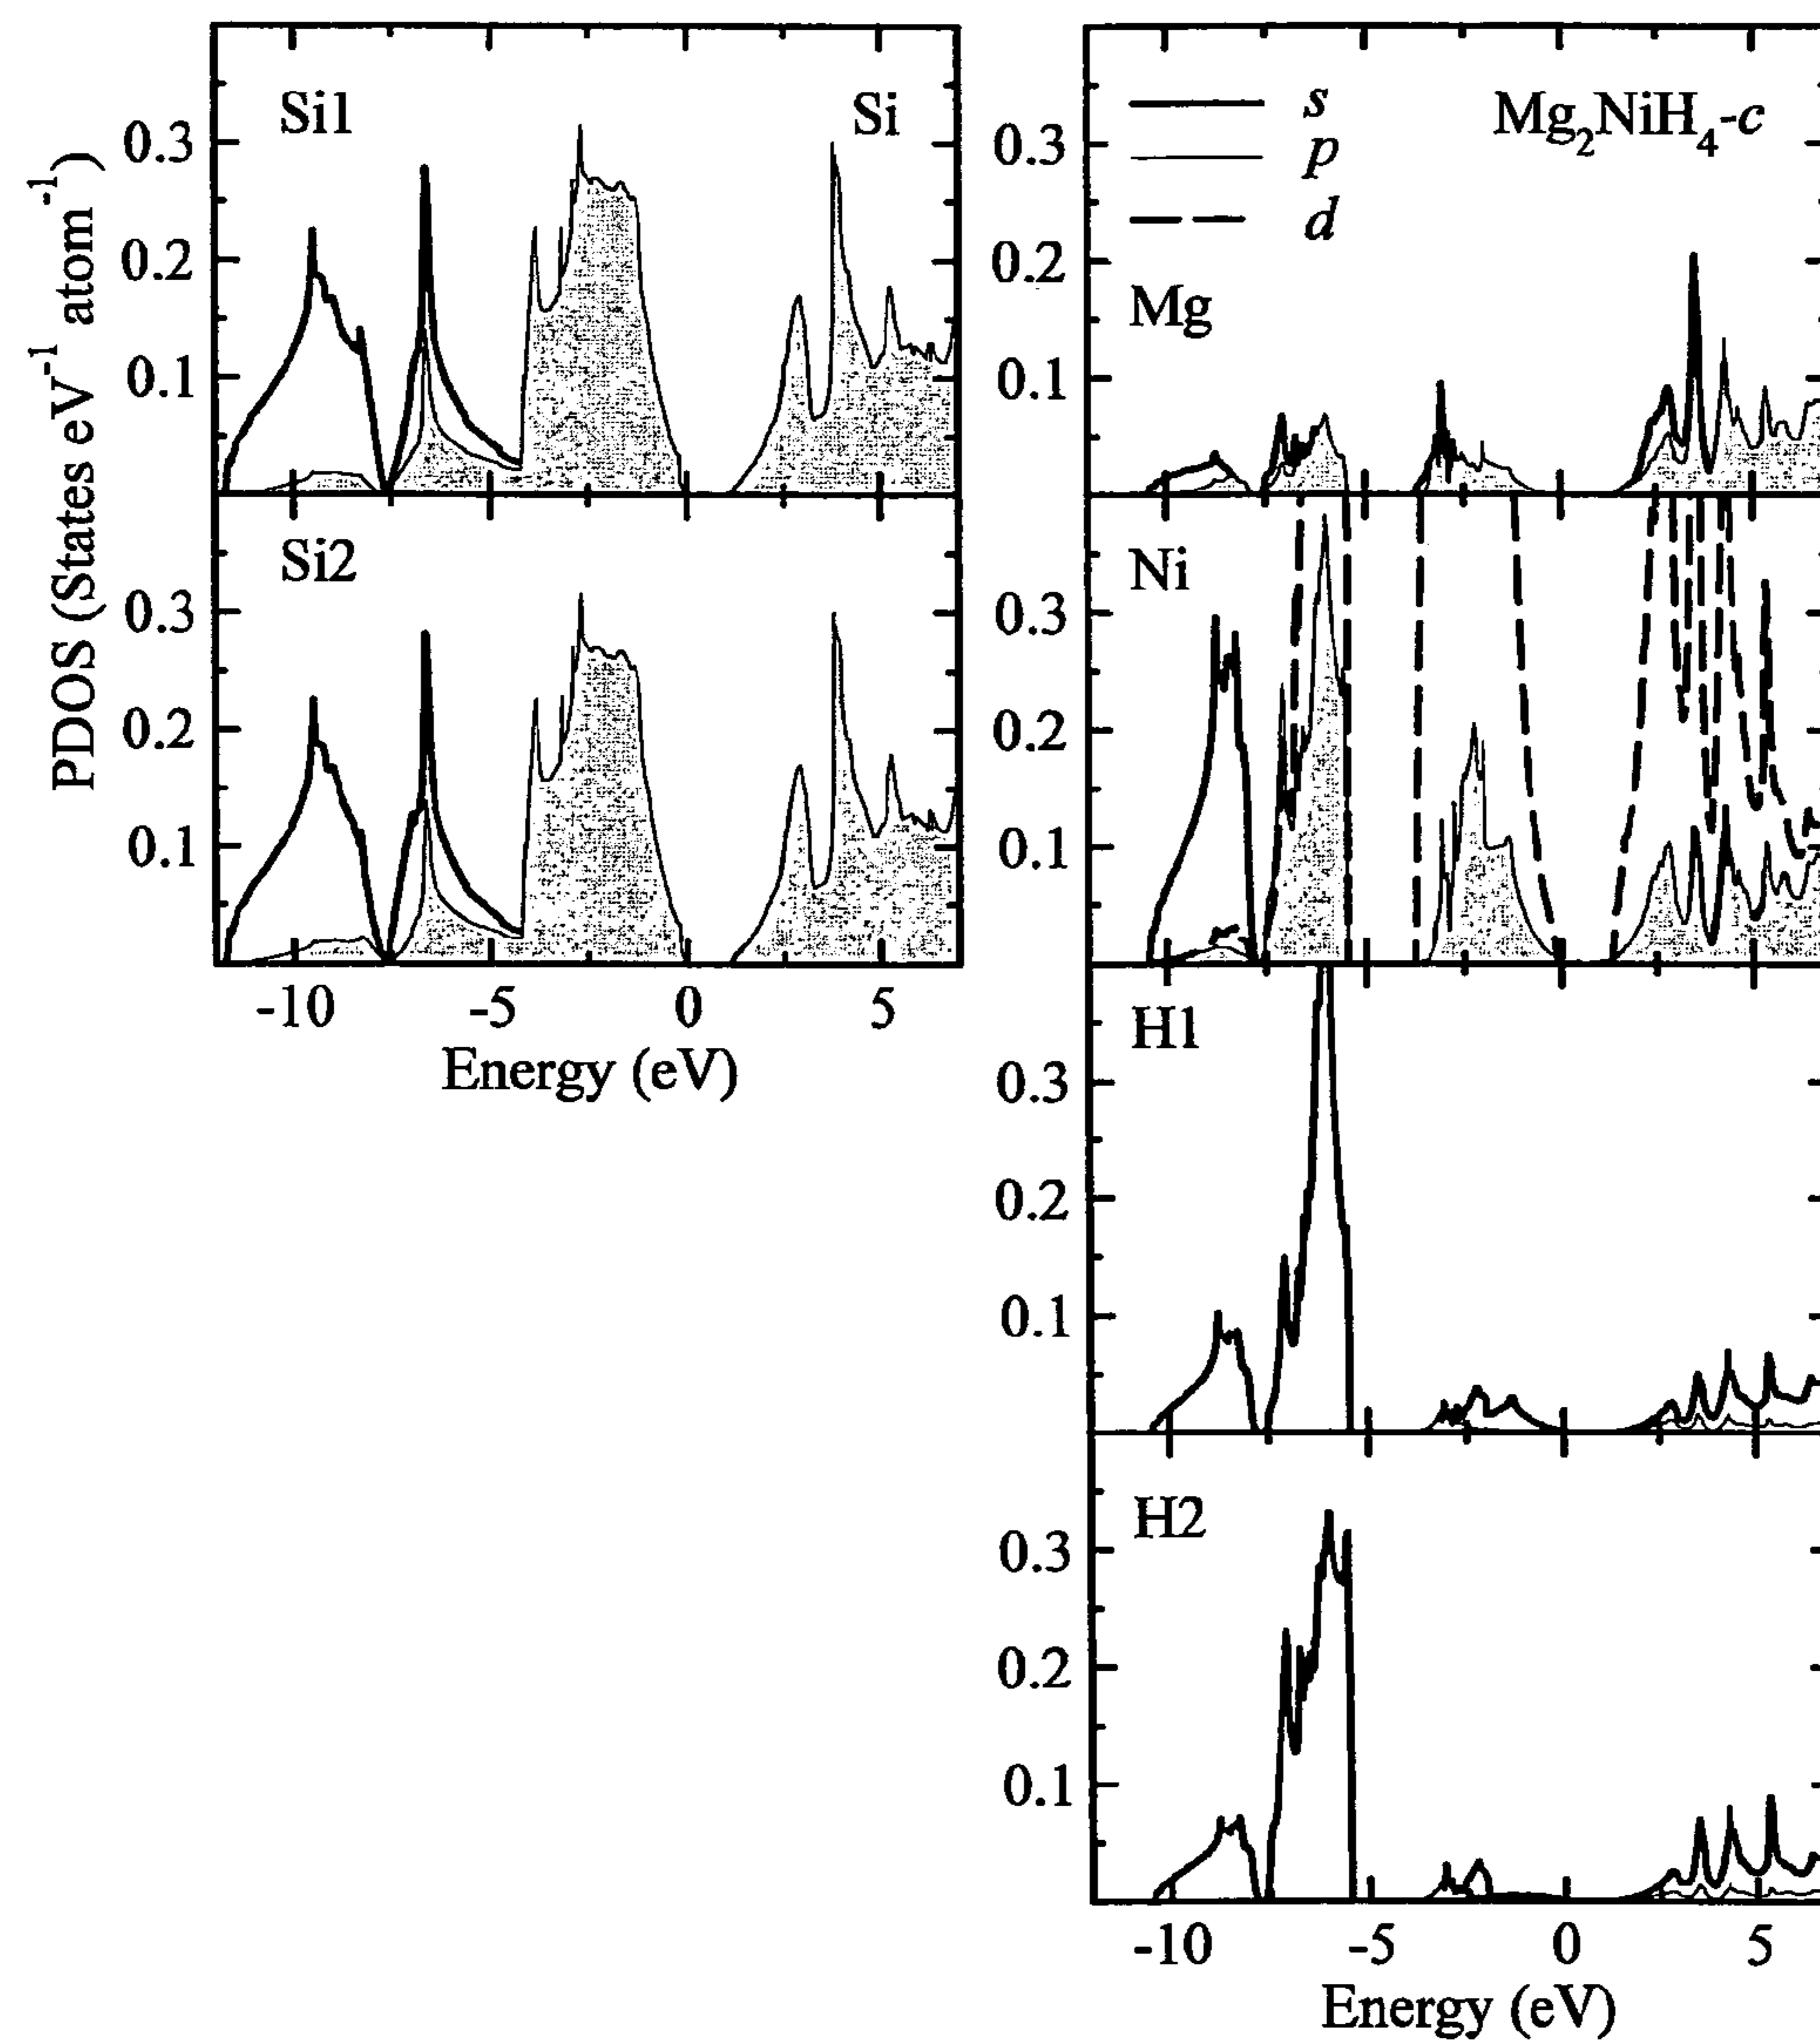 PDOS (States eV⁻¹ atom⁻¹)
Si1
Si
0.3
0.2
0.1
Si2
0.3
0.2
0.1
-10
-5
0
5
Energy (eV)
s
p
d
Mg₂NiH₄-c
Mg
0.3
0.2
0.1
Ni
0.3
0.2
0.1
H1
0.3
0.2
0.1
H2
0.3
0.2
0.1
-10
-5
0
5
Energy (eV)